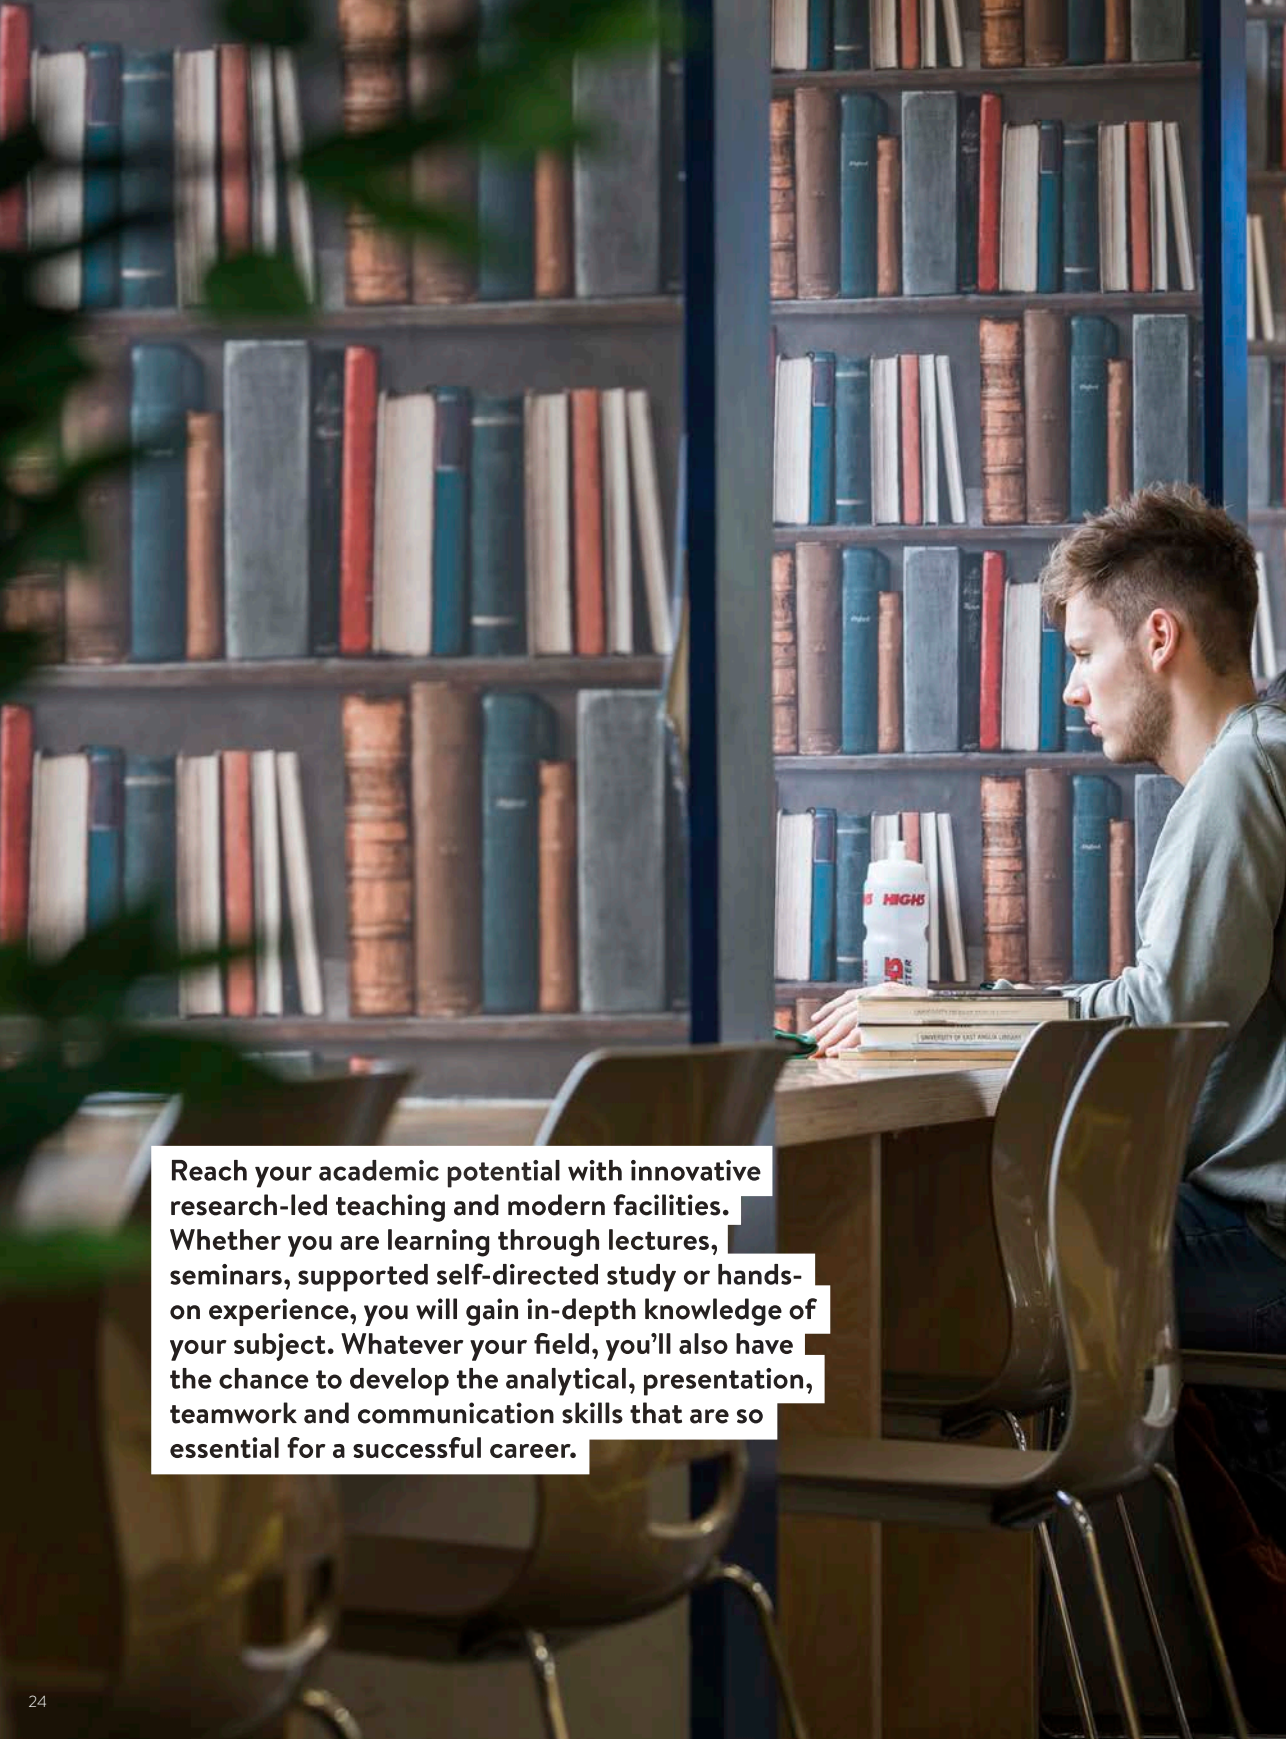 HIGH5
UNIVERSITY OF EAST ANGLIA LIBRARY
Reach your academic potential with innovative
research-led teaching and modern facilities.
Whether you are learning through lectures,
seminars, supported self-directed study or hands-
on experience, you will gain in-depth knowledge of
your subject. Whatever your field, you’ll also have
the chance to develop the analytical, presentation,
teamwork and communication skills that are so
essential for a successful career.
24